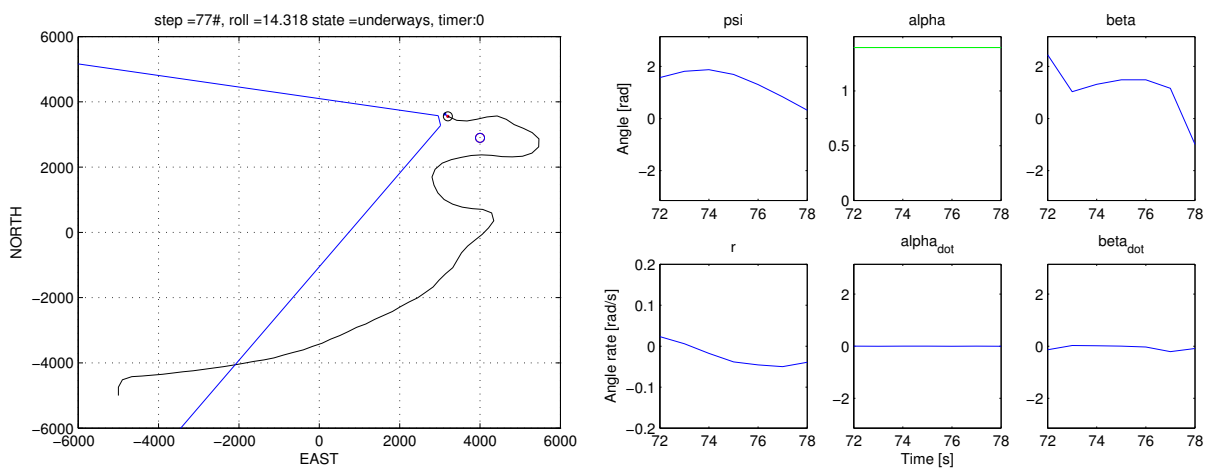 step =77#, roll =14.318 state =underways, timer:0
6000
4000
2000
0
−2000
−4000
−6000
NORTH
−6000 −4000 −2000 0 2000 4000 6000
EAST
psi
2
0
−2
Angle [rad]
72 74 76 78
alpha
1
0.5
0
72 74 76 78
beta
2
0
−2
72 74 76 78
r
0.2
0.1
0
−0.1
−0.2
Angle rate [rad/s]
72 74 76 78
alpha_dot
2
0
−2
72 74 76 78
Time [s]
beta_dot
2
0
−2
72 74 76 78